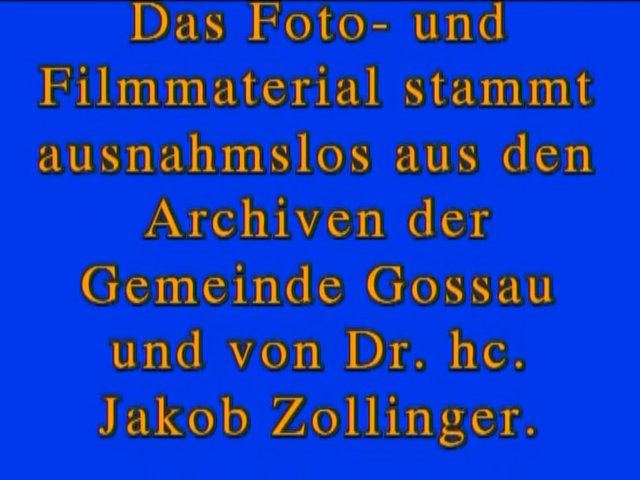 Das Foto- und
Filmmaterial stammt
ausnahmslos aus den
Archiven der
Gemeinde Gossau
und von Dr. hc.
Jakob Zollinger.